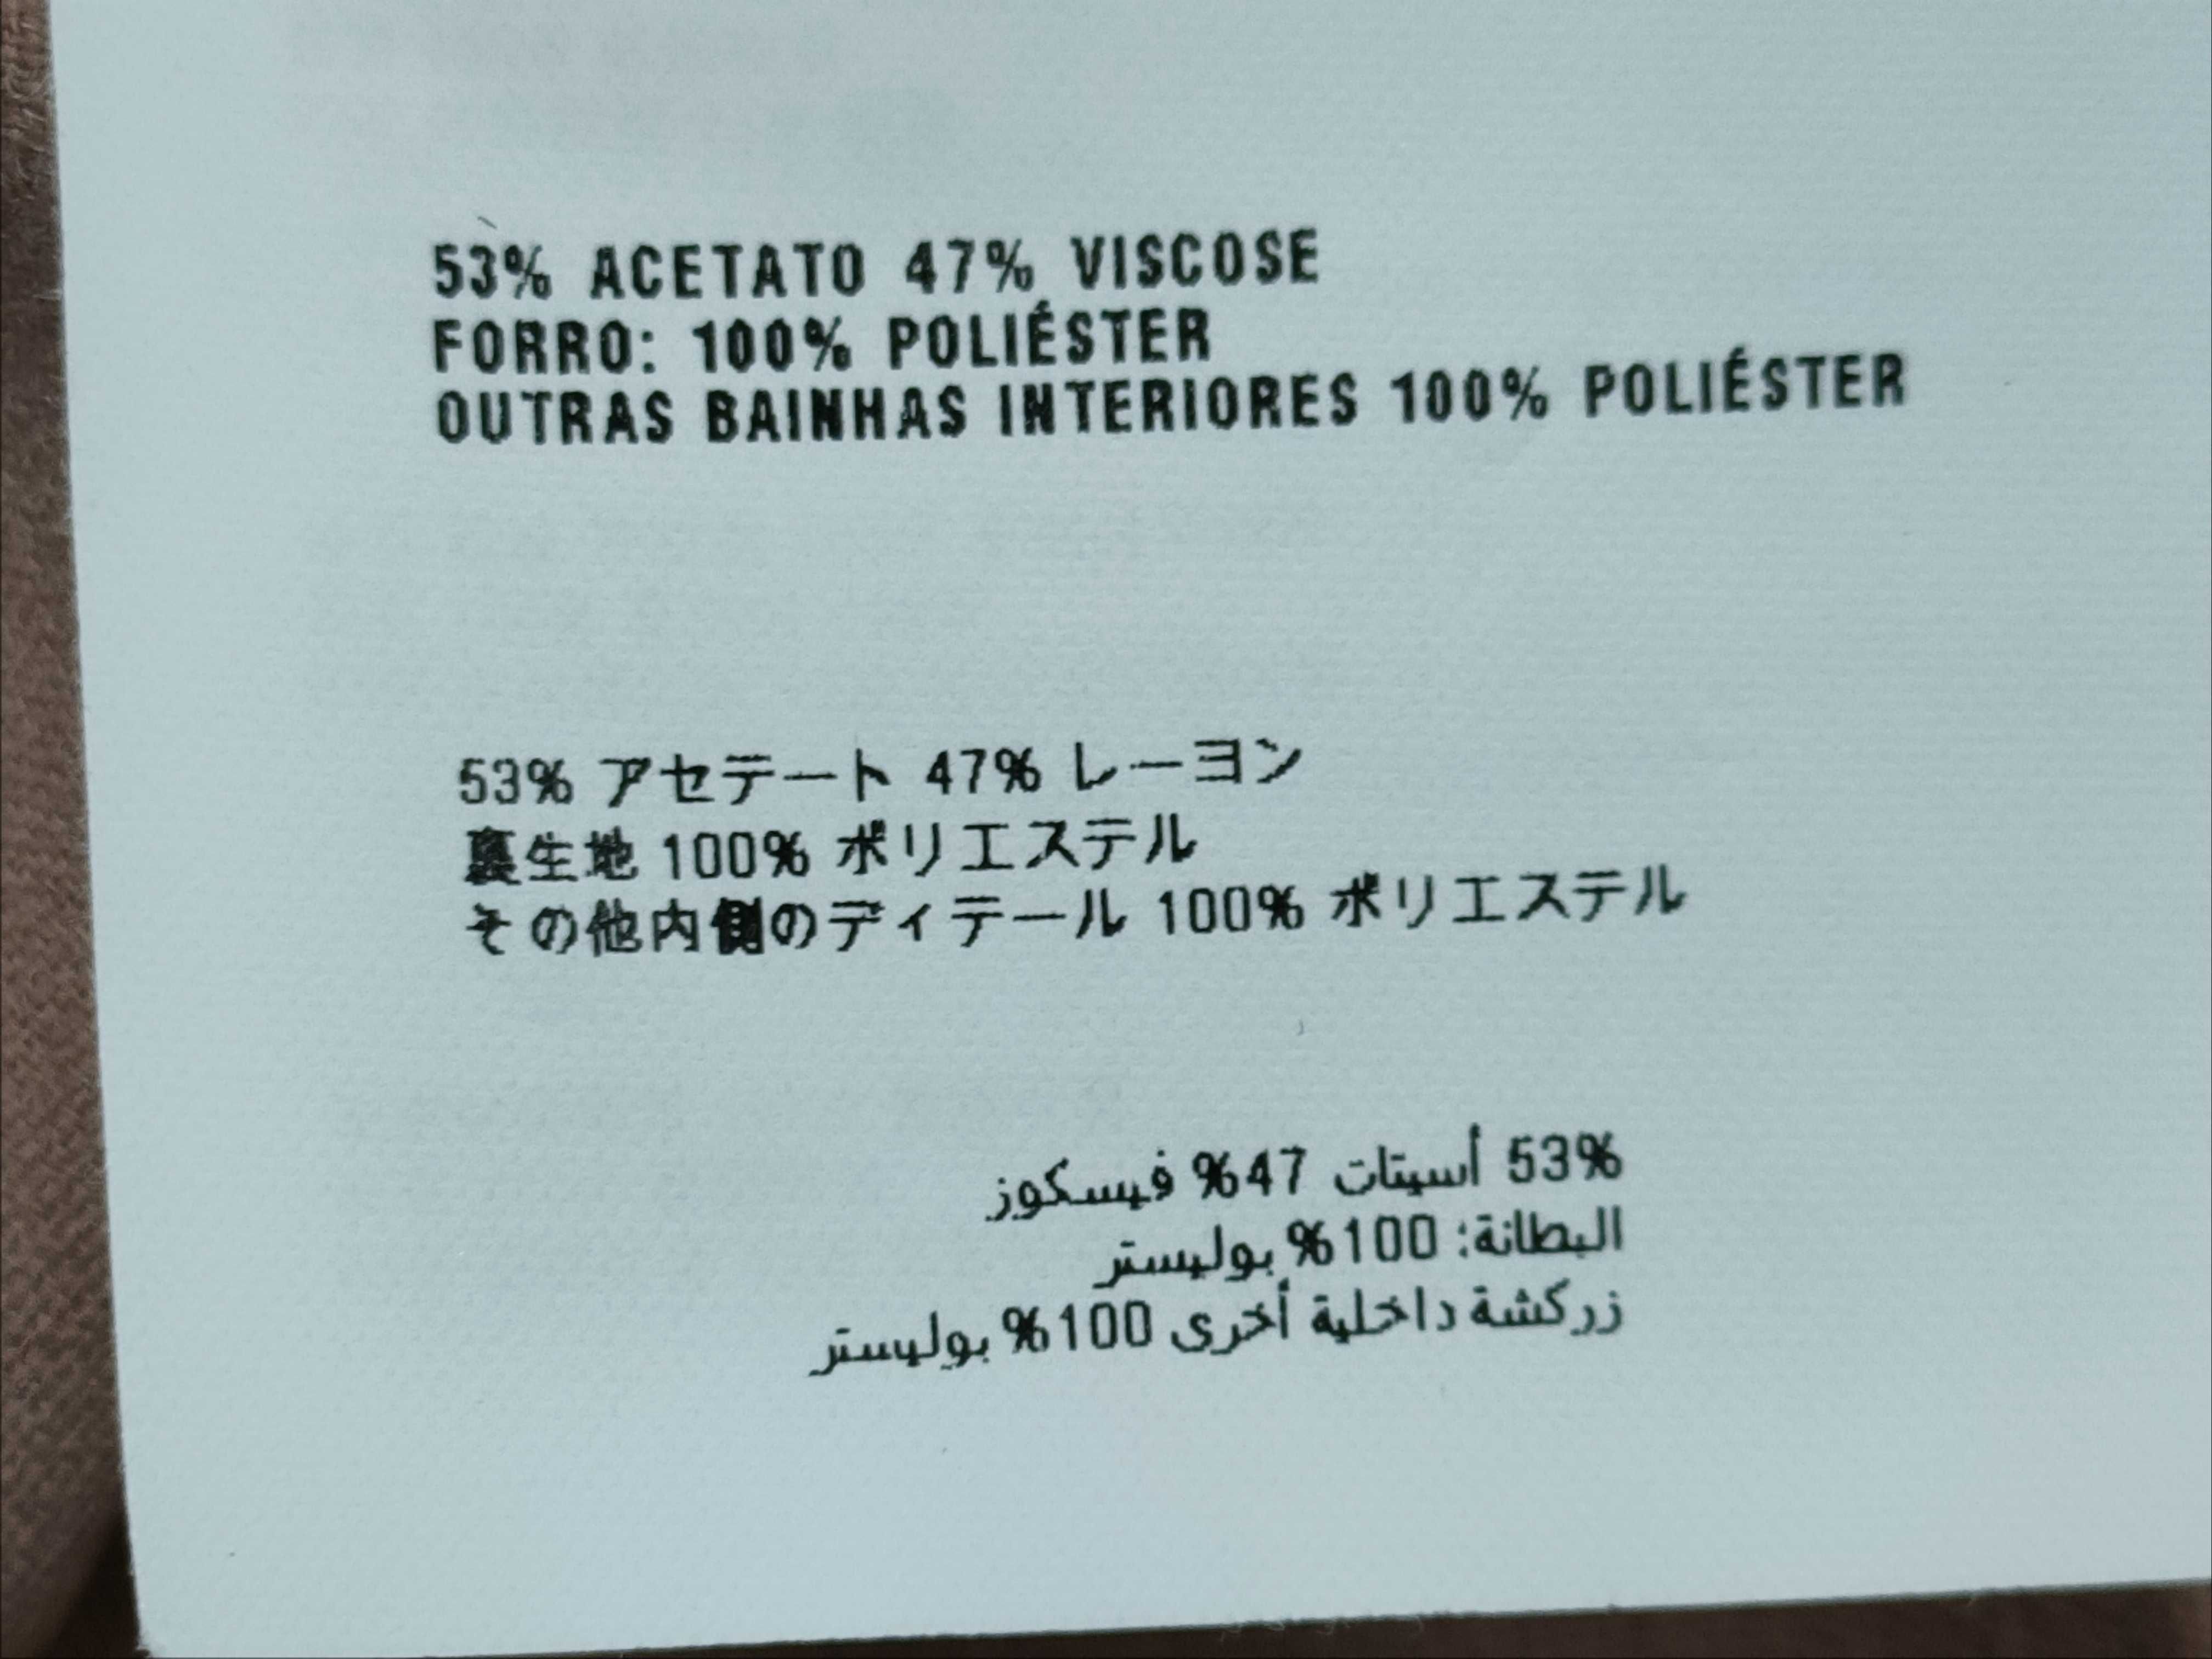 53% ACETATO 47% VISCOSE
FORRO: 100% POLIÉSTER
OUTRAS BAINHAS INTERIORES 100% POLIÉSTER
53% アセテート 47% レーヨン
裏生地 100% ポリエステル
その他内側のディテール 100% ポリエステル
53% أسيتات 47% فيسكوز
البطانة: 100% بوليستر
زركشة داخلية أخرى 100% بوليستر